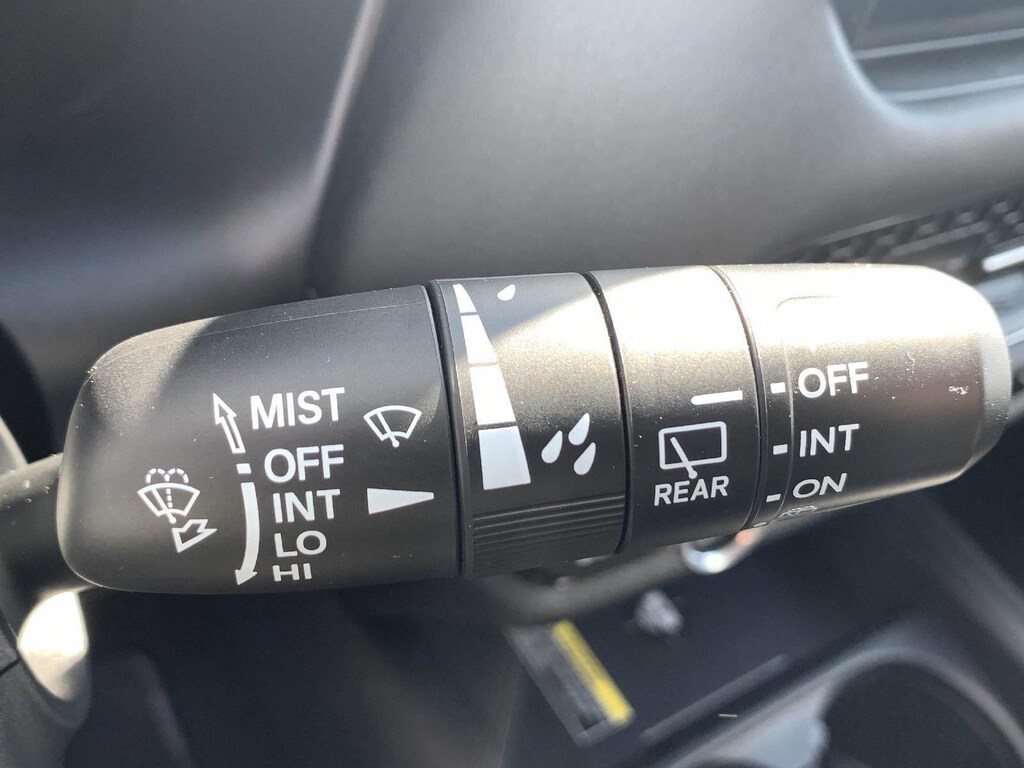 MIST
OFF
INT
LO
HI
REAR
OFF
INT
ON